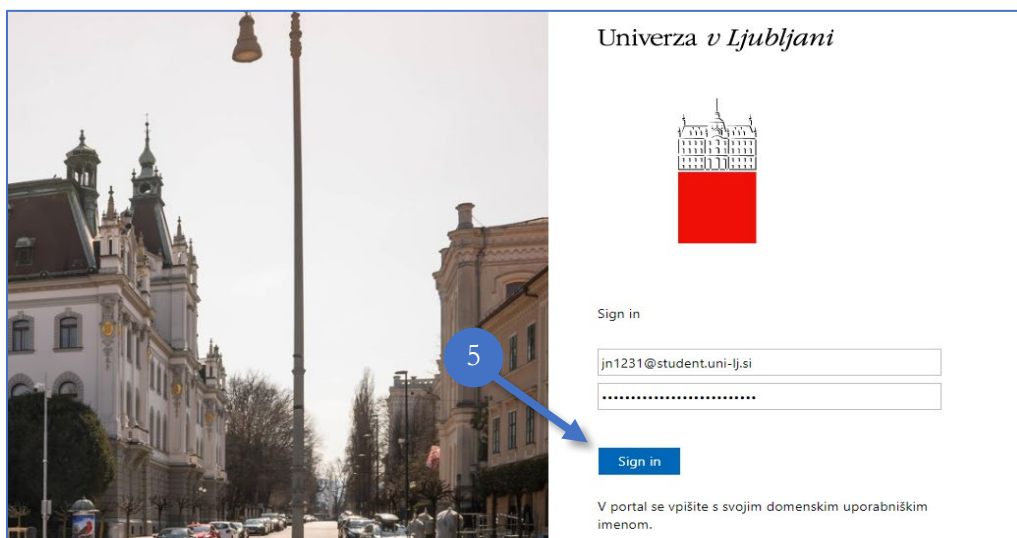 Univerza v Ljubljani
Sign in
jn1231@student.uni-lj.si
•••••••••••••••••••••••••••
5
Sign in
V portal se vpišite s svojim domenskim uporabniškim
imenom.